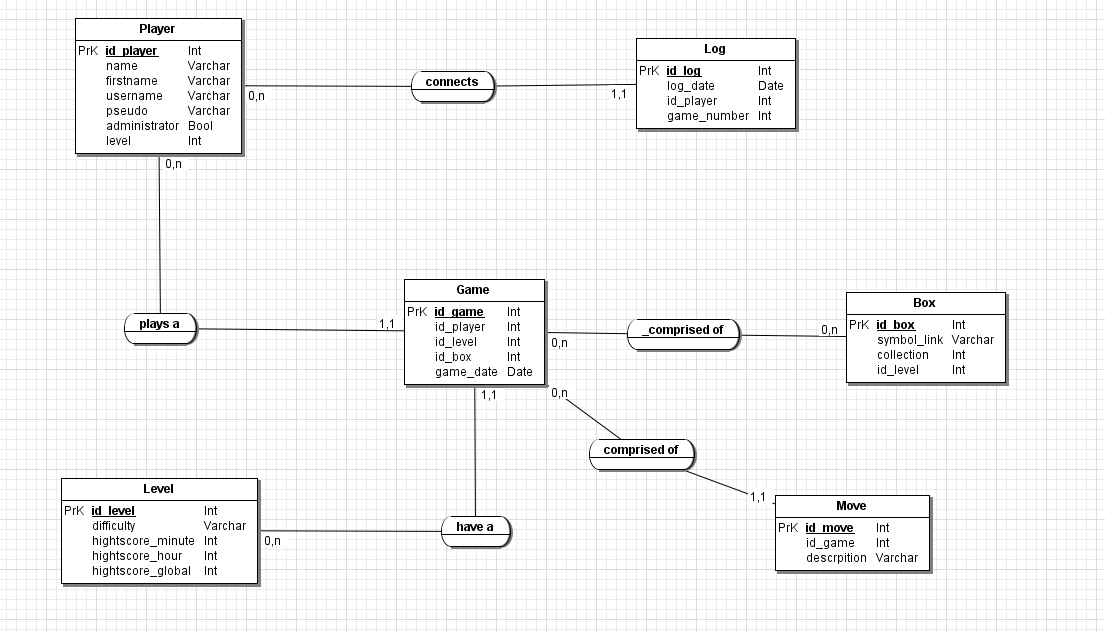 Player
PrK id_player Int
name Varchar
firstname Varchar
username Varchar
pseudo Varchar
administrator Bool
level Int
0,n
connects
1,1
Log
PrK id_log Int
log_date Date
id_player Int
game_number Int
0,n
plays a
1,1
Game
PrK id_game Int
id_player Int
id_level Int
id_box Int
game_date Date
0,n
_comprised of
0,n
Box
PrK id_box Int
symbol_link Varchar
collection Int
id_level Int
1,1
0,n
comprised of
1,1
Move
PrK id_move Int
id_game Int
descrpition Varchar
Level
PrK id_level Int
difficulty Varchar
hightscore_minute Int
hightscore_hour Int
hightscore_global Int
0,n
have a